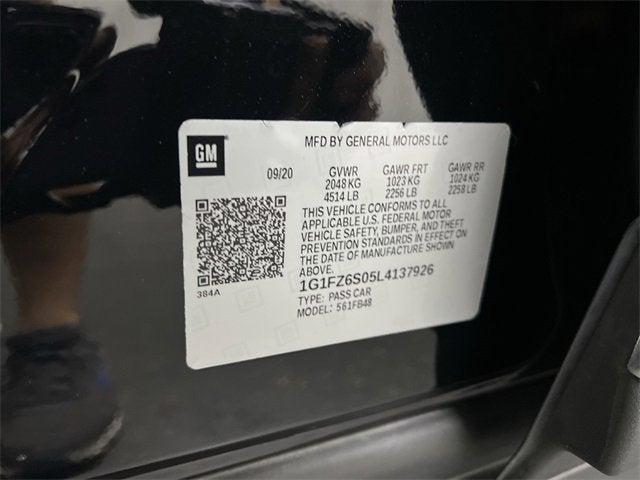 GM
MFD BY GENERAL MOTORS LLC
09/20 GVWR GAWR FRT GAWR RR
2048 KG 1023 KG 1024 KG
4514 LB 2256 LB 2258 LB
THIS VEHICLE CONFORMS TO ALL
APPLICABLE U.S. FEDERAL MOTOR
VEHICLE SAFETY, BUMPER, AND THEFT
PREVENTION STANDARDS IN EFFECT ON
THE DATE OF MANUFACTURE SHOWN
ABOVE.
384A
1G1FZ6S05L4137926
TYPE: PASS CAR
MODEL: 561FB48